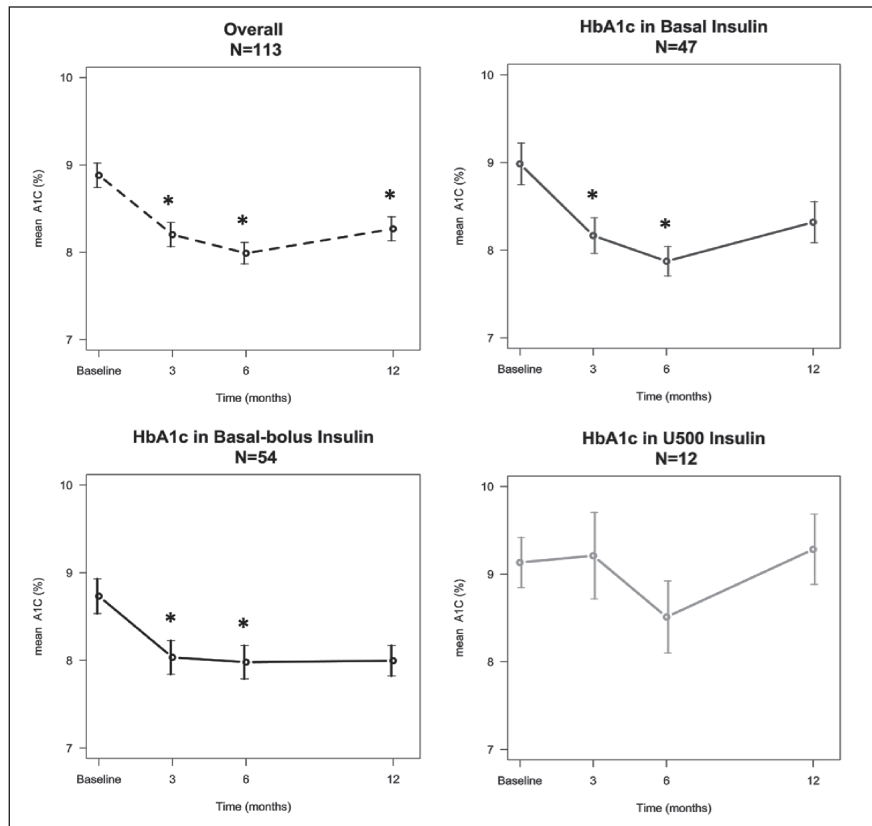 Overall
N=113
10
9
8
7
mean A1C (%)
*
*
*
Baseline
3
6
12
Time (months)
HbA1c in Basal Insulin
N=47
10
9
8
7
mean A1C (%)
*
*
Baseline
3
6
12
Time (months)
HbA1c in Basal-bolus Insulin
N=54
10
9
8
7
mean A1C (%)
*
*
Baseline
3
6
12
Time (months)
HbA1c in U500 Insulin
N=12
10
9
8
7
mean A1C (%)
Baseline
3
6
12
Time (months)